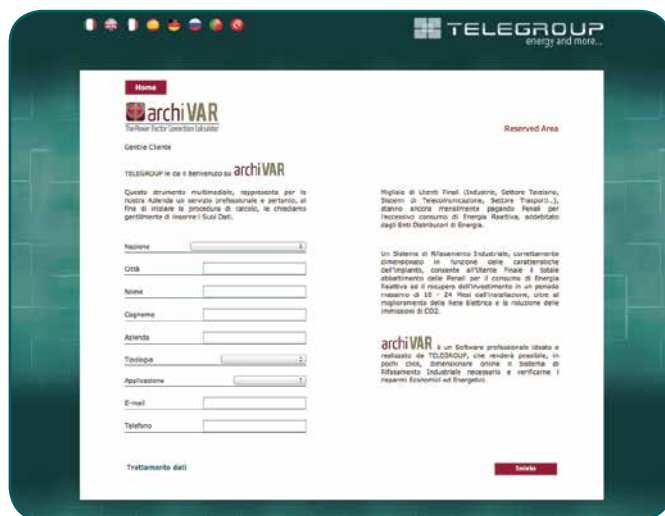 TELEGROUP
energy and more...
Home
archiVAR
The Power Factor Correction Calculator
Reserved Area
Gentile Cliente
TELEGROUP le da il benvenuto su archiVAR
Questo strumento multimediale, rappresenta per la
nostra Azienda un servizio professionale e pertanto, al
fine di iniziare la procedura di calcolo, le chiediamo
gentilmente di inserire i Suoi Dati.
Nazione
Città
Nome
Cognome
Azienda
Tipologia
Applicazione
E-mail
Telefono
Trattamento dati
Migliaia di Utenti Finali (Industrie, Settore Terziario,
Sistemi di Telecomunicazione, Settore Trasporti..),
stanno ancora mensilmente pagando Penali per
l'eccessivo consumo di Energia Reattiva, addebitato
dagli Enti Distributori di Energia.
Un Sistema di Rifasamento Industriale, correttamente
dimensionato in funzione delle caratteristiche
dell'impianto, consente all'Utente Finale il totale
abbattimento delle Penali per il consumo di Energia
Reattiva ed il recupero dell'investimento in un periodo
massimo di 18 - 24 Mesi dall'installazione, oltre al
miglioramento della Rete Elettrica e la riduzione delle
immissioni di CO2.
archiVAR è un Software professionale ideato e
realizzato da TELEGROUP, che renderà possibile, in
pochi click, dimensionare online il Sistema di
Rifasamento Industriale necessario e verificarne i
risparmi Economici ed Energetici.
Inizio